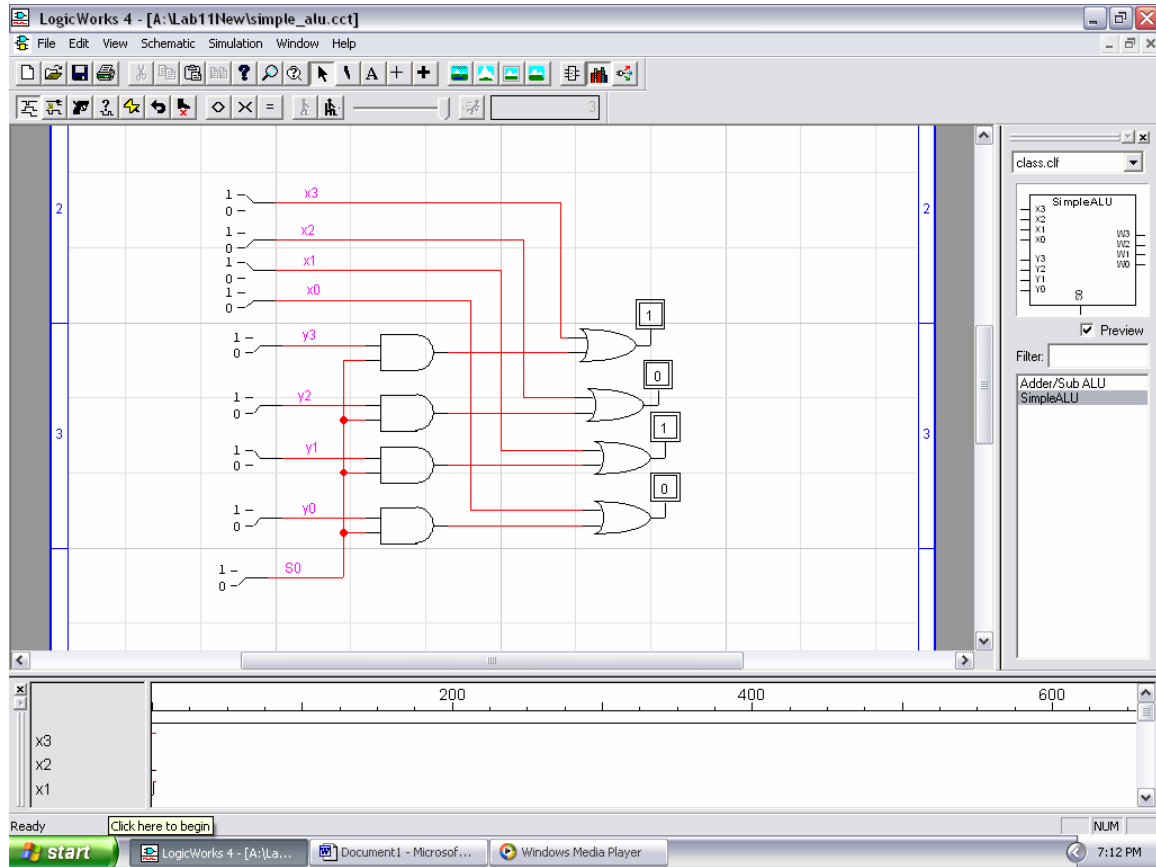 LogicWorks 4 - [A:\Lab11New\simple_alu.cct]
File Edit View Schematic Simulation Window Help
A
3
class.clf
SimpleALU
X3
X2
X1
X0
Y3
Y2
Y1
Y0
W3
W2
W1
W0
S0
Preview
Filter:
Adder/Sub ALU
SimpleALU
2
2
3
3
1
0
x3
1
0
x2
1
0
x1
1
0
x0
1
0
y3
1
0
y2
1
0
y1
1
0
y0
1
0
S0
1
0
1
0
200
400
600
x3
x2
x1
Ready
Click here to begin
NUM
start
LogicWorks 4 - [A:\La...
Document1 - Microsof...
Windows Media Player
7:12 PM